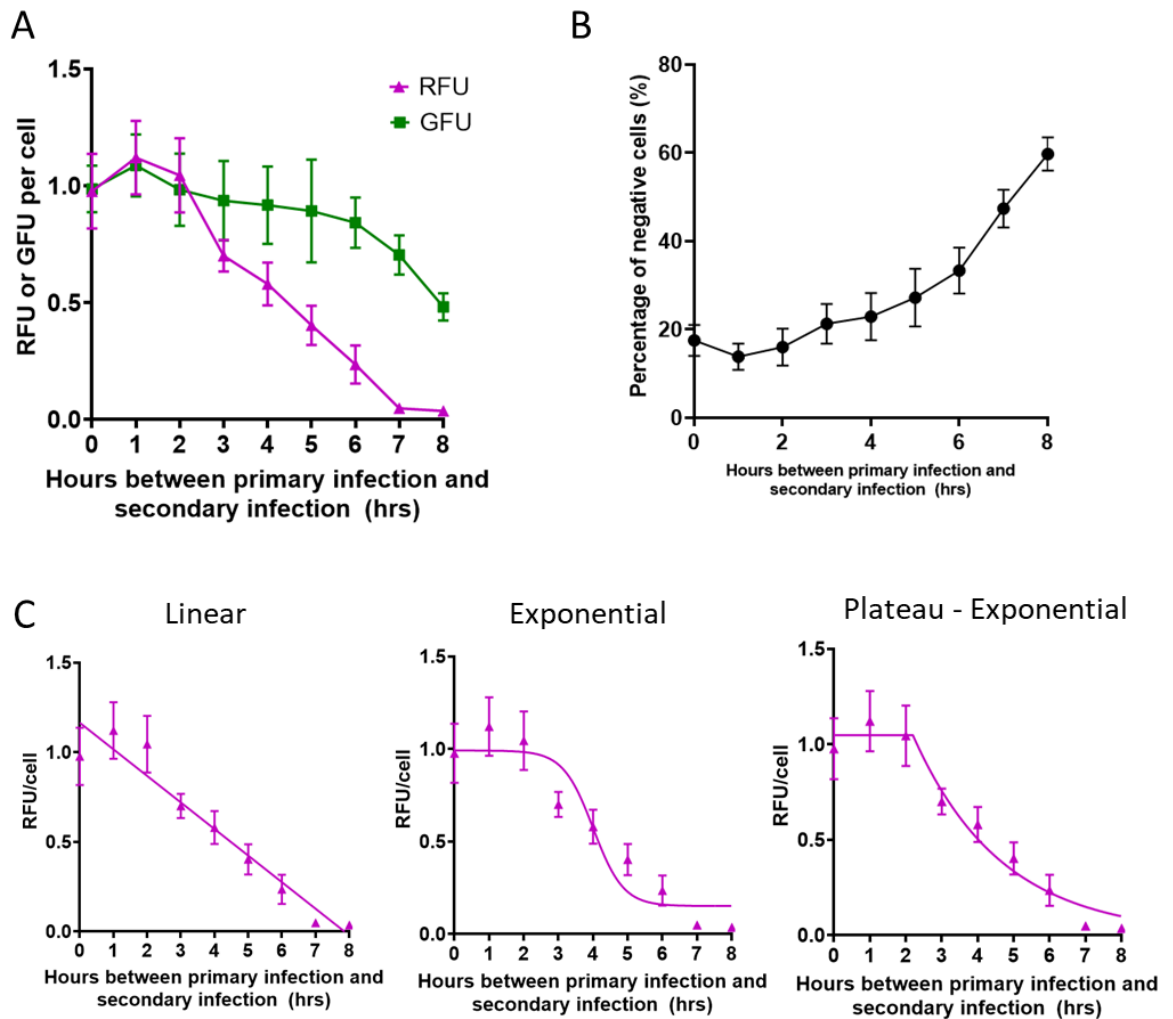 A
1.5
1.0
0.5
0.0
RFU or GFU per cell
RFU
GFU
0 1 2 3 4 5 6 7 8
Hours between primary infection and
secondary infection (hrs)
B
80
60
40
20
0
Percentage of negative cells (%)
0 2 4 6 8
Hours between primary infection and
secondary infection (hrs)
C
Linear
1.5
1.0
0.5
0.0
RFU/cell
0 1 2 3 4 5 6 7 8
Hours between primary infection and
secondary infection (hrs)
Exponential
1.5
1.0
0.5
0.0
RFU/cell
0 1 2 3 4 5 6 7 8
Hours between primary infection and
secondary infection (hrs)
Plateau - Exponential
1.5
1.0
0.5
0.0
RFU/cell
0 1 2 3 4 5 6 7 8
Hours between primary infection and
secondary infection (hrs)